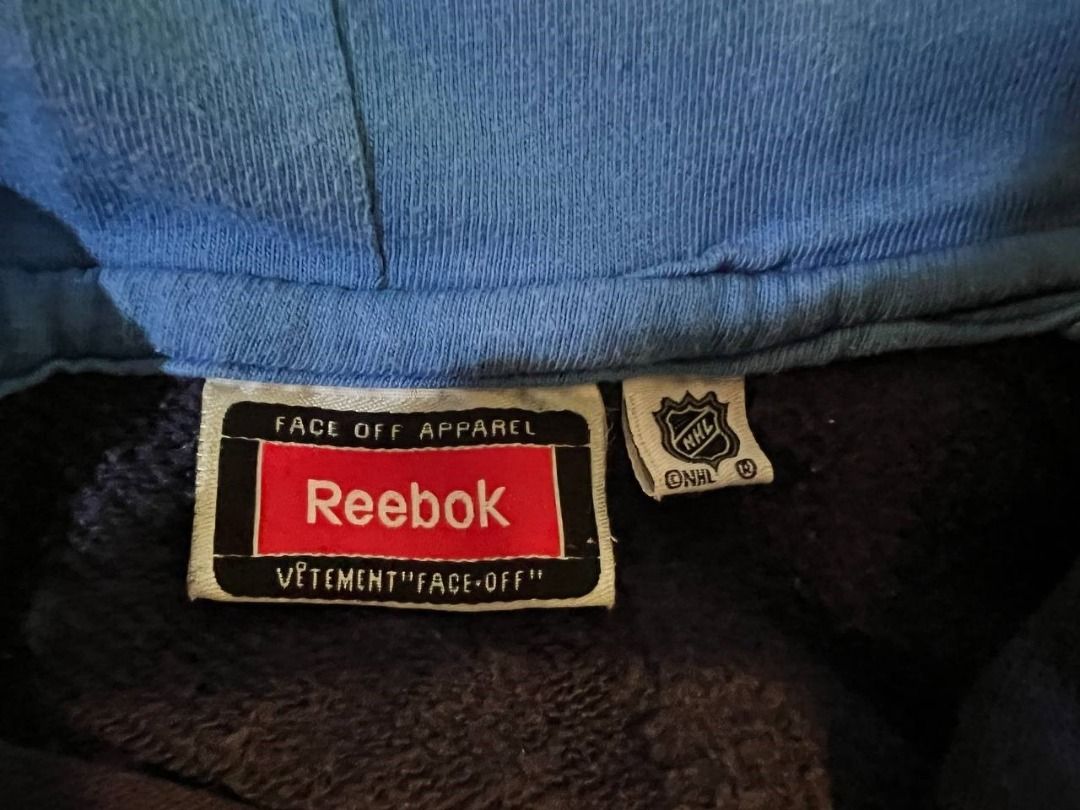 FACE OFF APPAREL
Reebok
VÊTEMENT"FACE-OFF"
NHL
©NHL ®